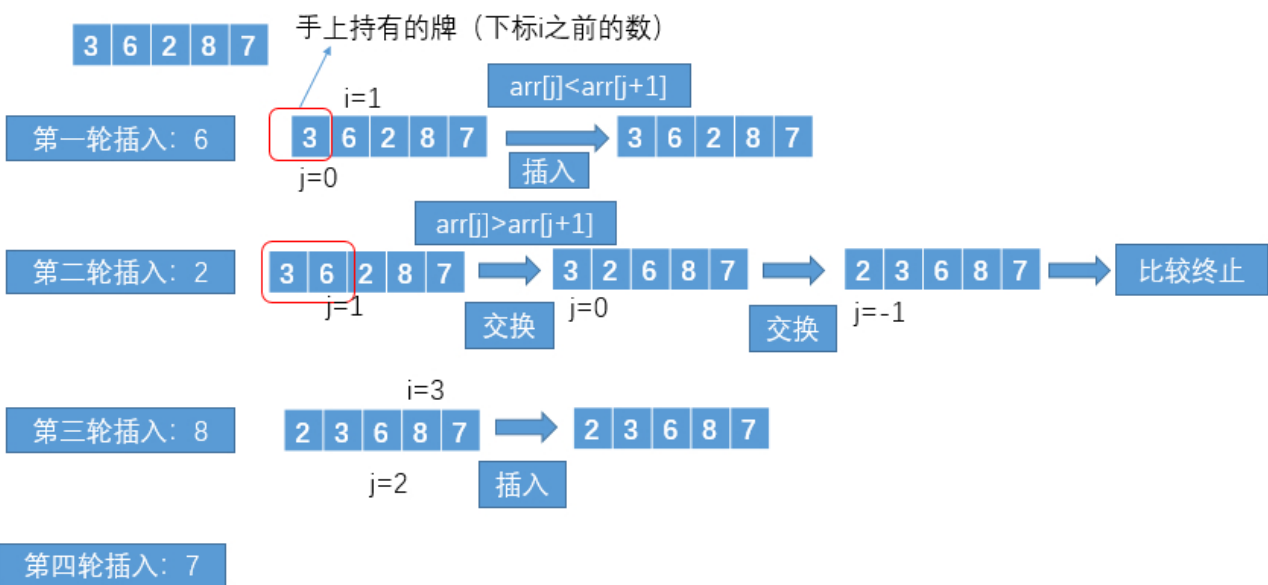 手上持有的牌（下标i之前的数）
3 6 2 8 7
i=1
arr[j]<arr[j+1]
第一轮插入：6
3 6 2 8 7
3 6 2 8 7
j=0
插入
arr[j]>arr[j+1]
第二轮插入：2
3 6 2 8 7
3 2 6 8 7
2 3 6 8 7
比较终止
j=1
交换
j=0
交换
j=-1
i=3
第三轮插入：8
2 3 6 8 7
2 3 6 8 7
j=2
插入
第四轮插入：7